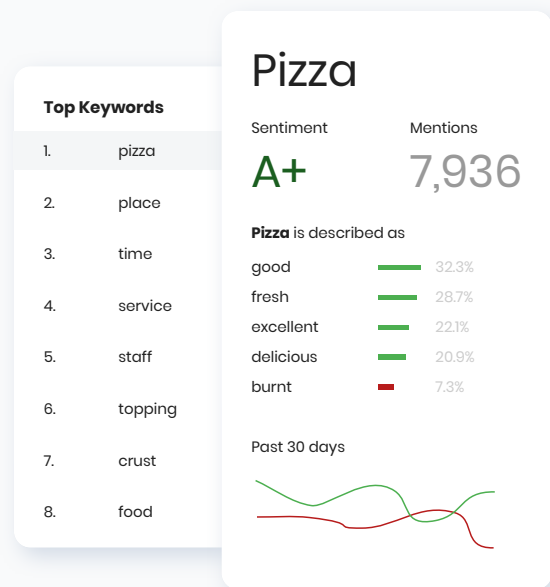 Top Keywords
1. pizza
2. place
3. time
4. service
5. staff
6. topping
7. crust
8. food
Pizza
Sentiment Mentions
A+ 7,936
Pizza is described as
good 32.3%
fresh 28.7%
excellent 22.1%
delicious 20.9%
burnt 7.3%
Past 30 days